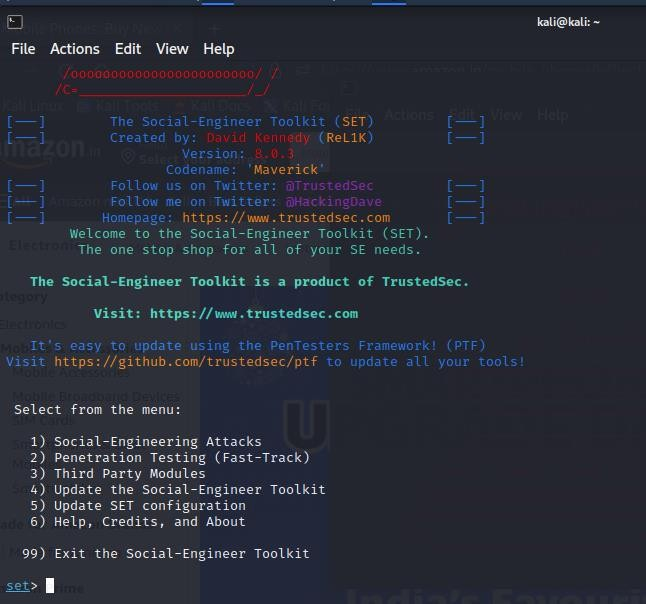 kali@kali: ~
File Actions Edit View Help
/oooooooooooooooooooooooo/ /
/C=_____________________/_/
[---] The Social-Engineer Toolkit (SET) [---]
[---] Created by: David Kennedy (ReL1K) [---]
Version: 8.0.3
Codename: 'Maverick'
[---] Follow us on Twitter: @TrustedSec [---]
[---] Follow me on Twitter: @HackingDave [---]
[---] Homepage: https://www.trustedsec.com [---]
Welcome to the Social-Engineer Toolkit (SET).
The one stop shop for all of your SE needs.
The Social-Engineer Toolkit is a product of TrustedSec.
Visit: https://www.trustedsec.com
It's easy to update using the PenTesters Framework! (PTF)
Visit https://github.com/trustedsec/ptf to update all your tools!
Select from the menu:
1) Social-Engineering Attacks
2) Penetration Testing (Fast-Track)
3) Third Party Modules
4) Update the Social-Engineer Toolkit
5) Update SET configuration
6) Help, Credits, and About
99) Exit the Social-Engineer Toolkit
set>